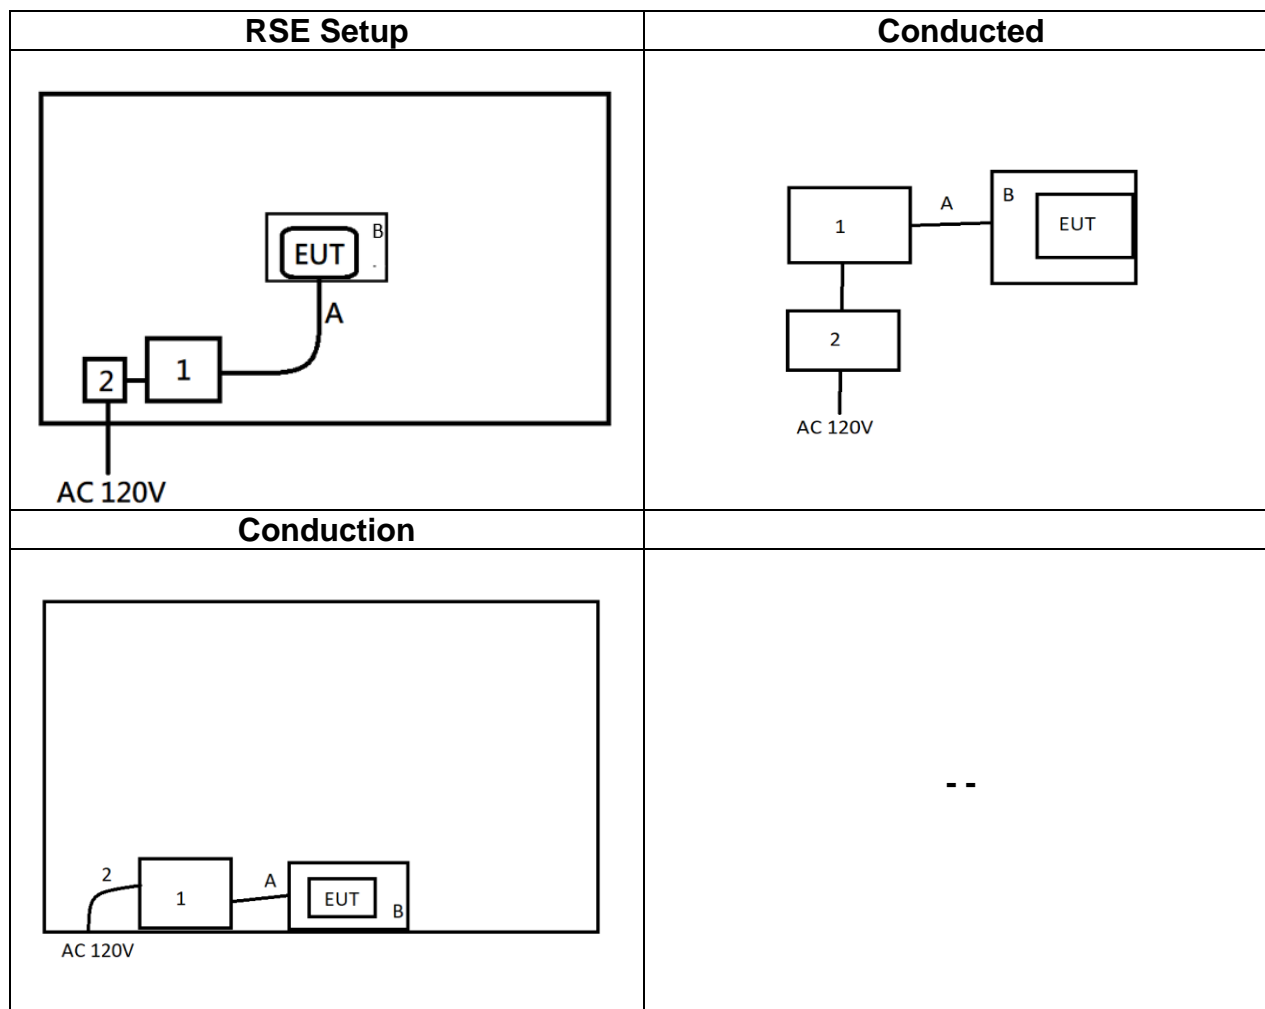 RSE Setup
Conducted
B
EUT
A
1
2
AC 120V
A
B
1
EUT
2
AC 120V
Conduction
2
A
1
EUT
B
AC 120V
- -